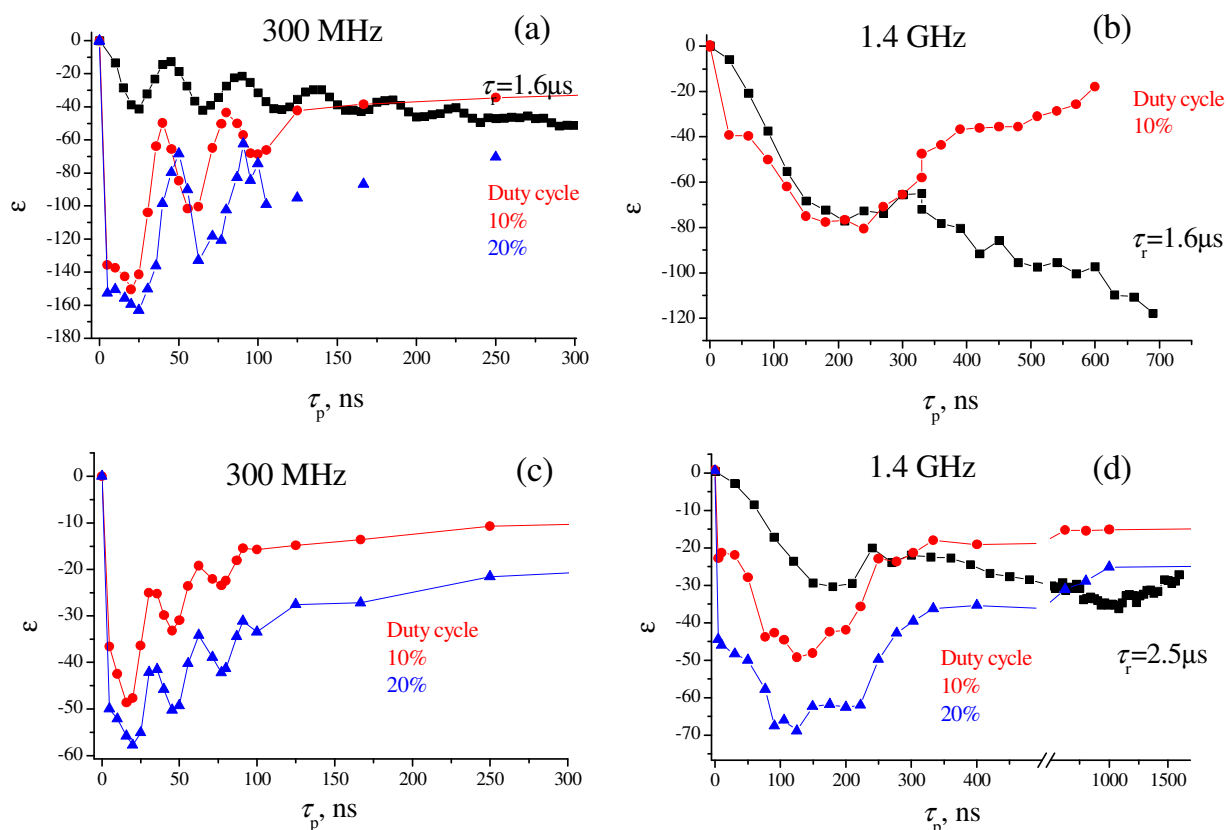 300 MHz
(a)
0
-20
-40
-60
-80
-100
-120
-140
-160
-180
ε
τ=1.6μs
Duty cycle
10%
20%
0 50 100 150 200 250 300
τp, ns
1.4 GHz
(b)
0
-20
-40
-60
-80
-100
-120
ε
Duty cycle
10%
τr=1.6μs
0 100 200 300 400 500 600 700
τp, ns
300 MHz
(c)
0
-10
-20
-30
-40
-50
-60
ε
Duty cycle
10%
20%
0 50 100 150 200 250 300
τp, ns
1.4 GHz
(d)
0
-10
-20
-30
-40
-50
-60
-70
ε
Duty cycle
10%
20%
τr=2.5μs
0 100 200 300 400 1000 1500
τp, ns